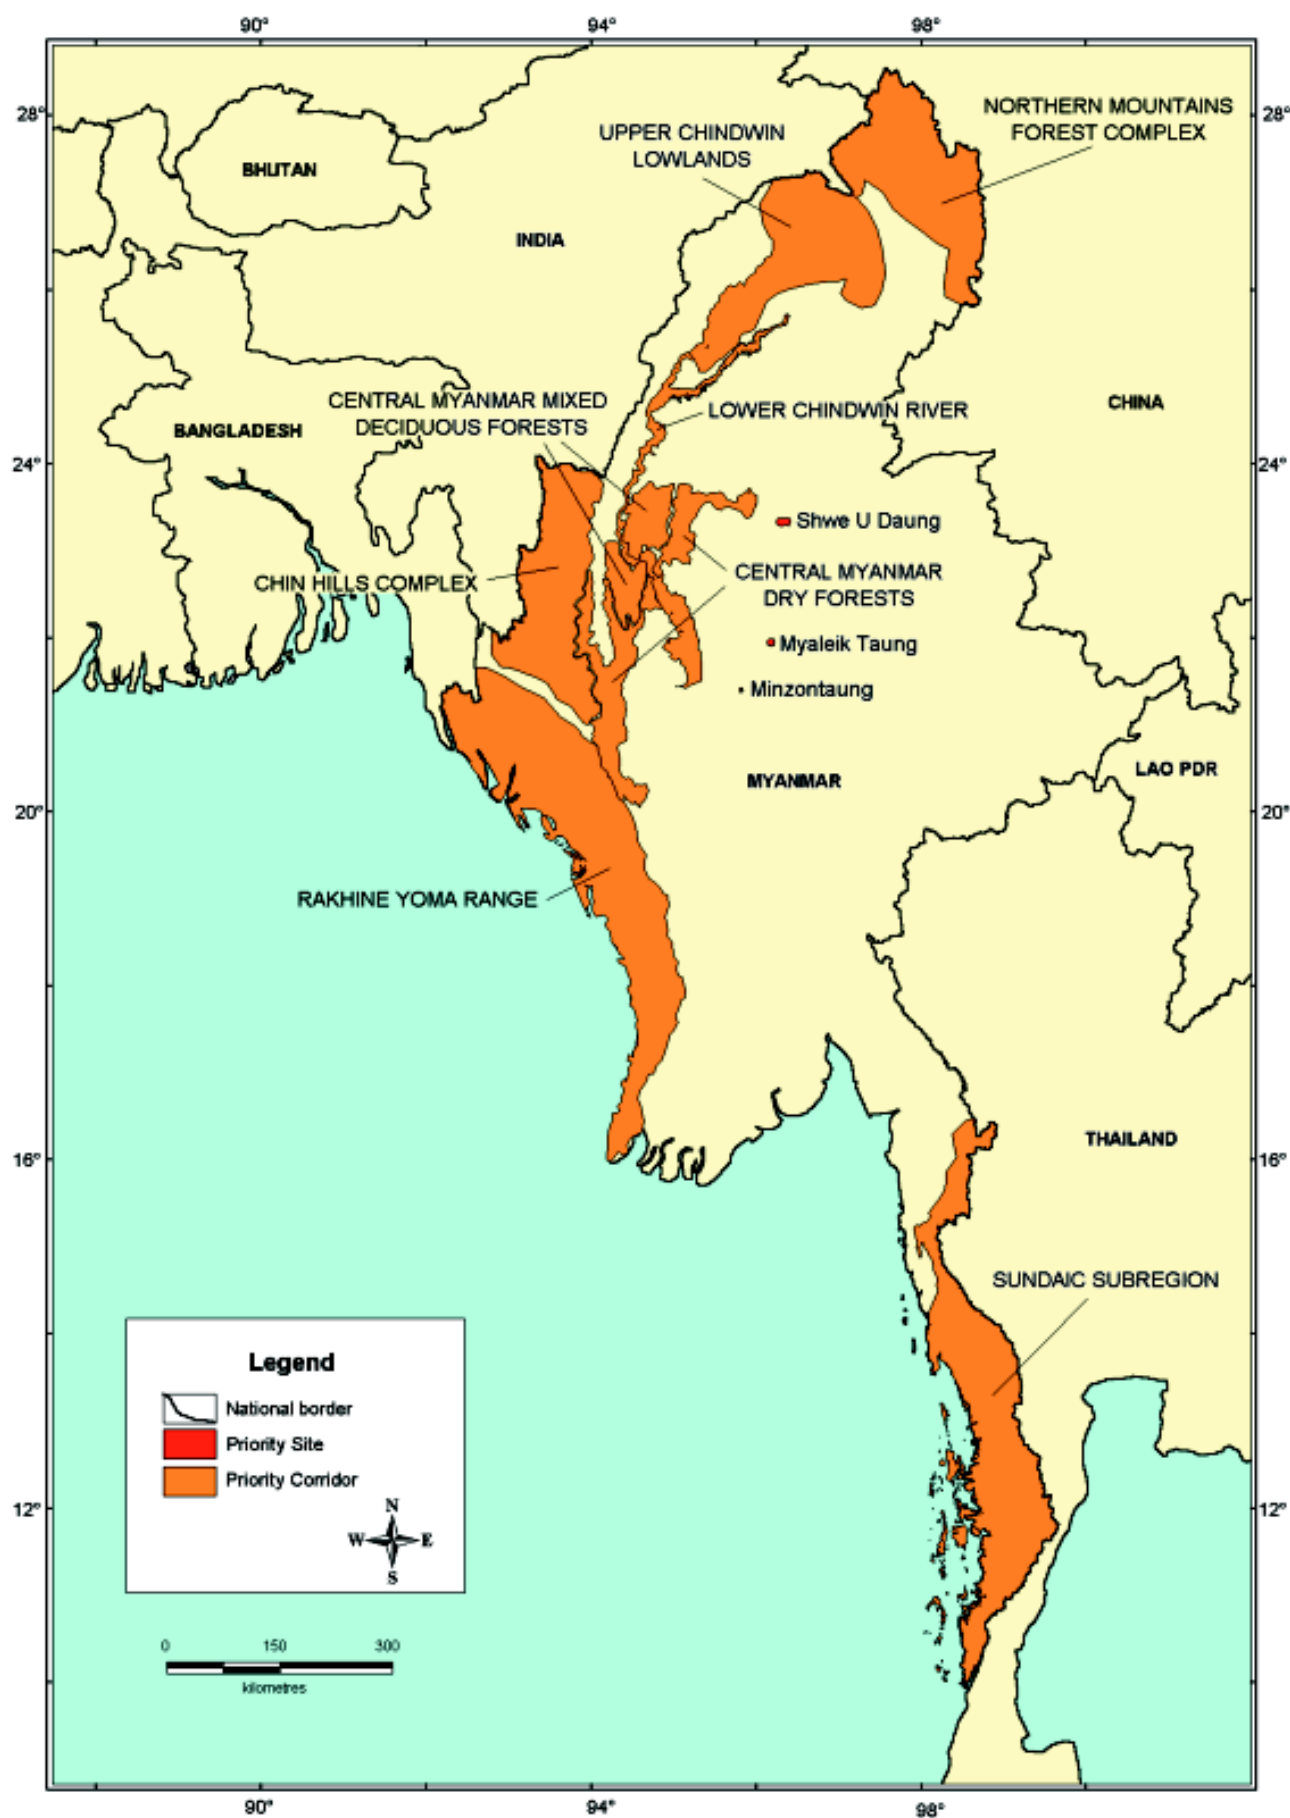 90°
94°
98°
28°
28°
NORTHERN MOUNTAINS
FOREST COMPLEX
UPPER CHINDWIN
LOWLANDS
BHUTAN
INDIA
CENTRAL MYANMAR MIXED
DECIDUOUS FORESTS
LOWER CHINDWIN RIVER
CHINA
BANGLADESH
24°
24°
Shwe U Daung
CHIN HILLS COMPLEX
CENTRAL MYANMAR
DRY FORESTS
Myaleik Taung
Minzontaung
MYANMAR
LAO PDR
20°
20°
RAKHINE YOMA RANGE
THAILAND
16°
16°
SUNDAIC SUBREGION
Legend
National border
Priority Site
Priority Corridor
N
W
E
S
12°
12°
0
150
300
kilometres
90°
94°
98°